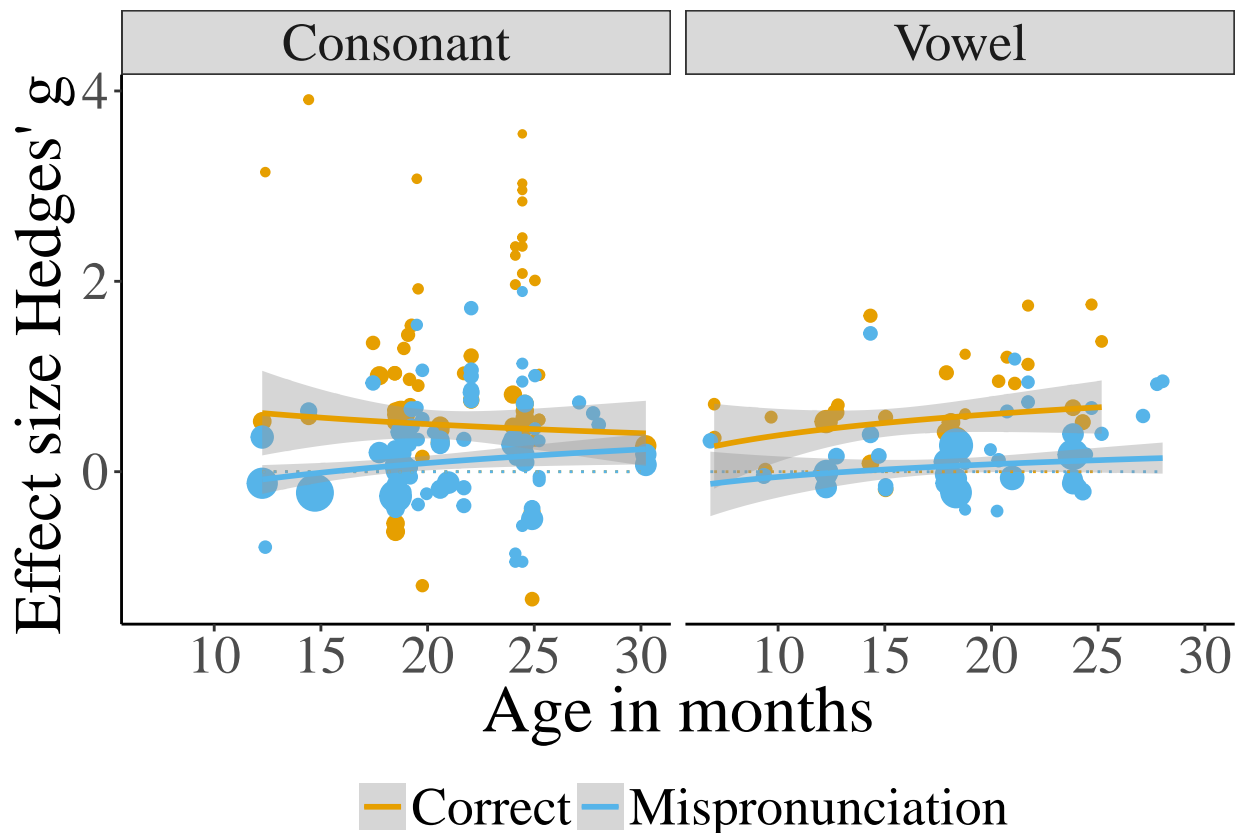 Consonant
Vowel
Effect size Hedges' g
4
2
0
10 15 20 25 30
10 15 20 25 30
Age in months
Correct Mispronunciation